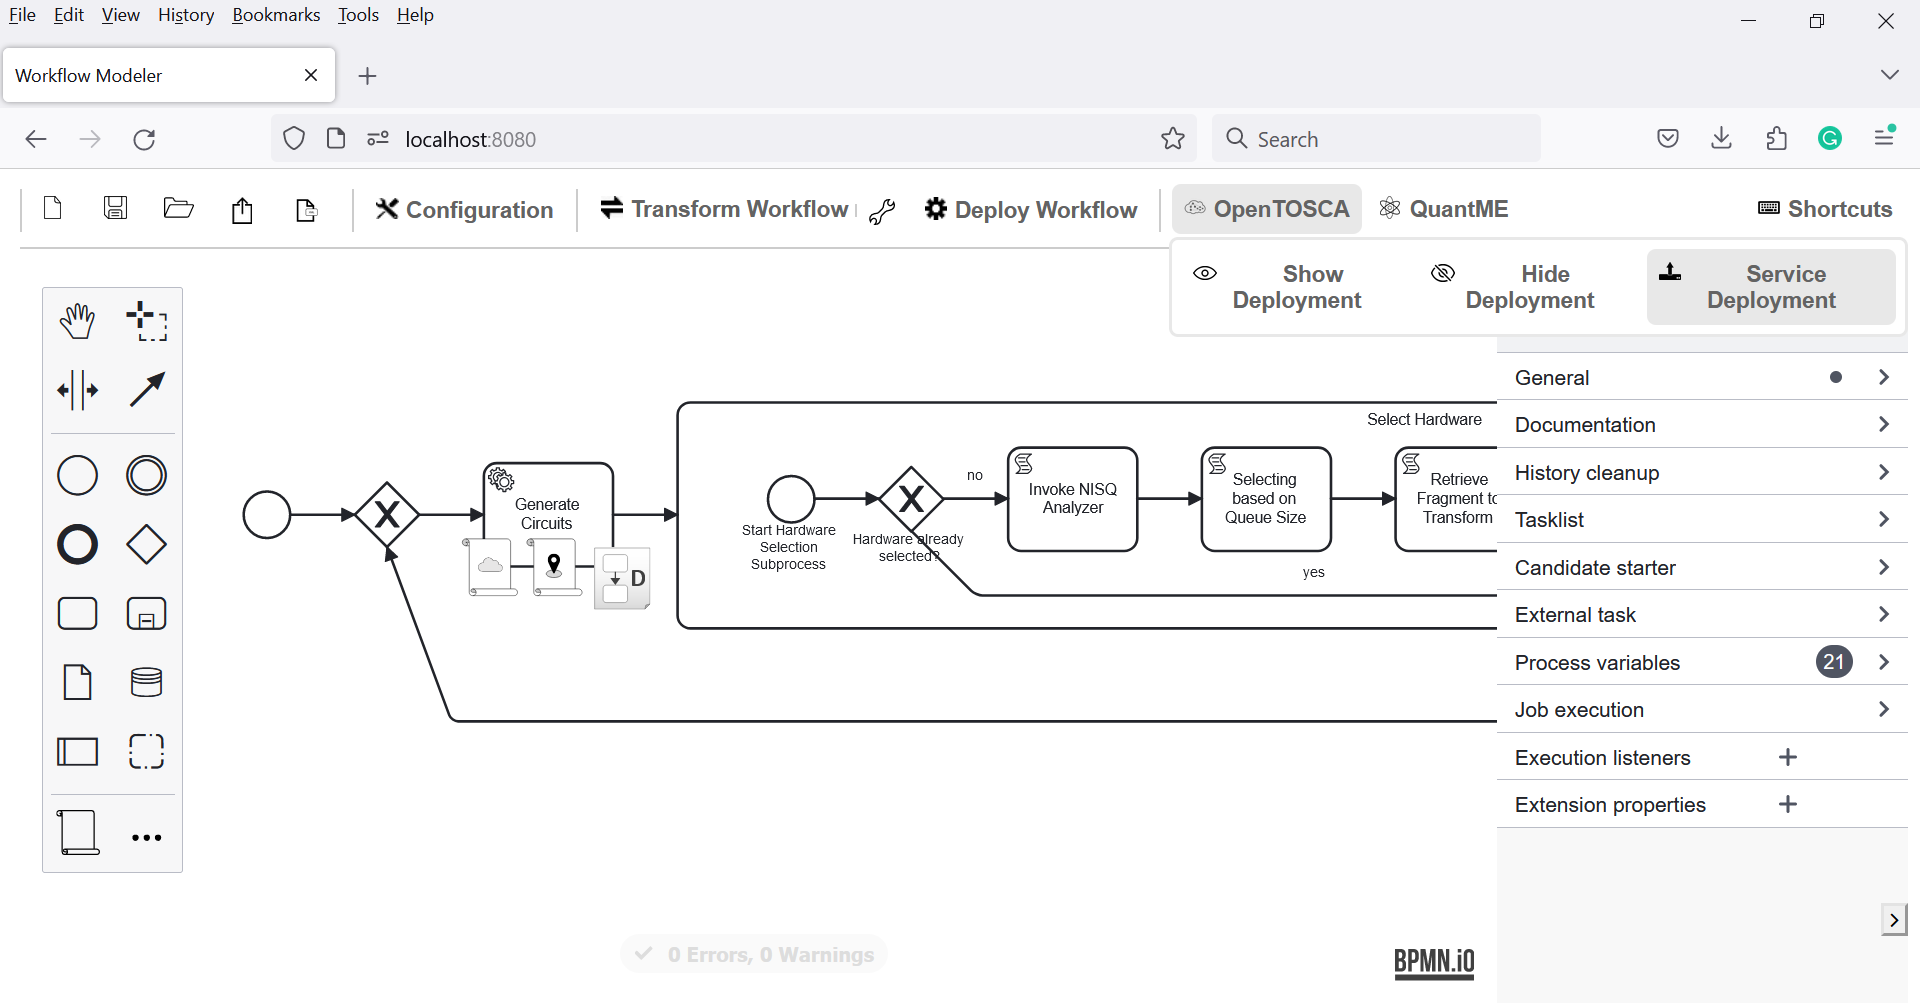 File Edit View History Bookmarks Tools Help
Workflow Modeler
localhost:8080
Search
Configuration
Transform Workflow
Deploy Workflow
OpenTOSCA
QuantME
Shortcuts
Show
Deployment
Hide
Deployment
Service
Deployment
General
Documentation
History cleanup
Tasklist
Candidate starter
External task
Process variables 21
Job execution
Execution listeners
Extension properties
Generate
Circuits
D
Select Hardware
Start Hardware
Selection
Subprocess
Hardware already
selected?
no
Invoke NISQ
Analyzer
Selecting
based on
Queue Size
Retrieve
Fragment to
Transform
yes
0 Errors, 0 Warnings
BPMN.iO